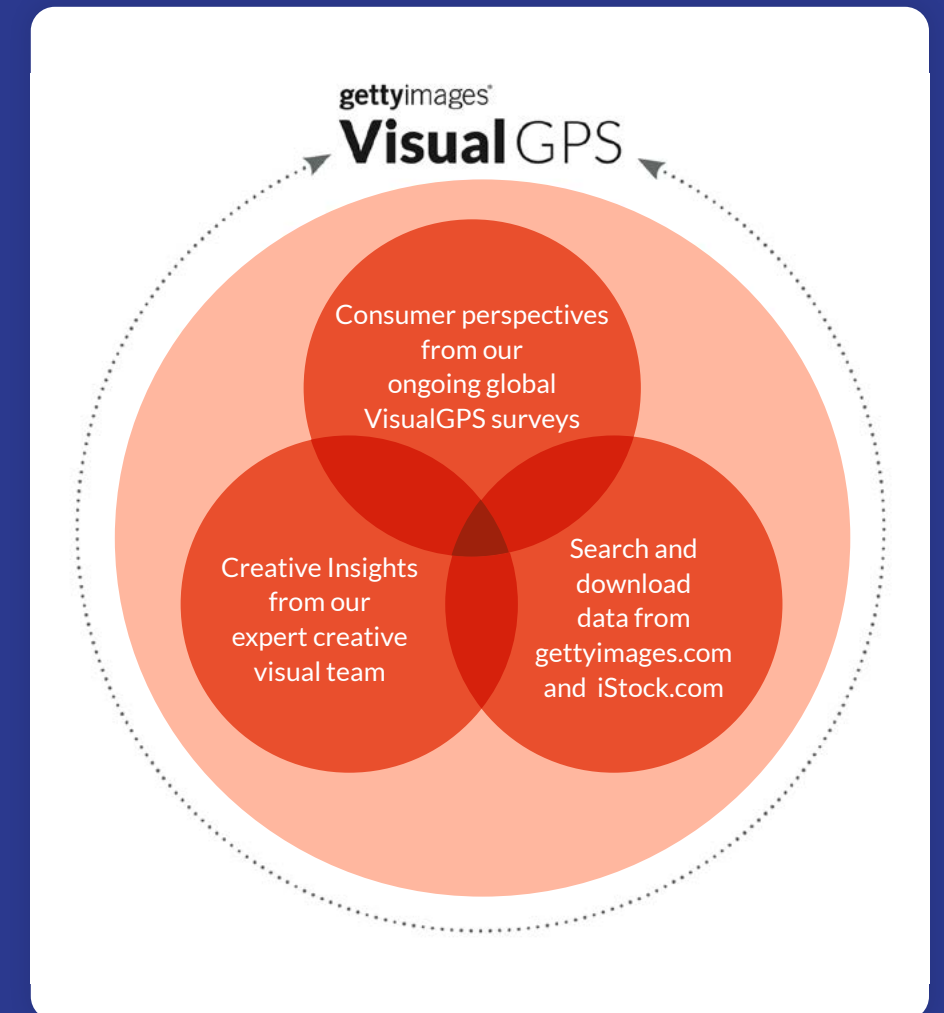 gettyimages®
Visual GPS
Consumer perspectives
from our
ongoing global
VisualGPS surveys
Creative Insights
from our
expert creative
visual team
Search and
download
data from
gettyimages.com
and iStock.com